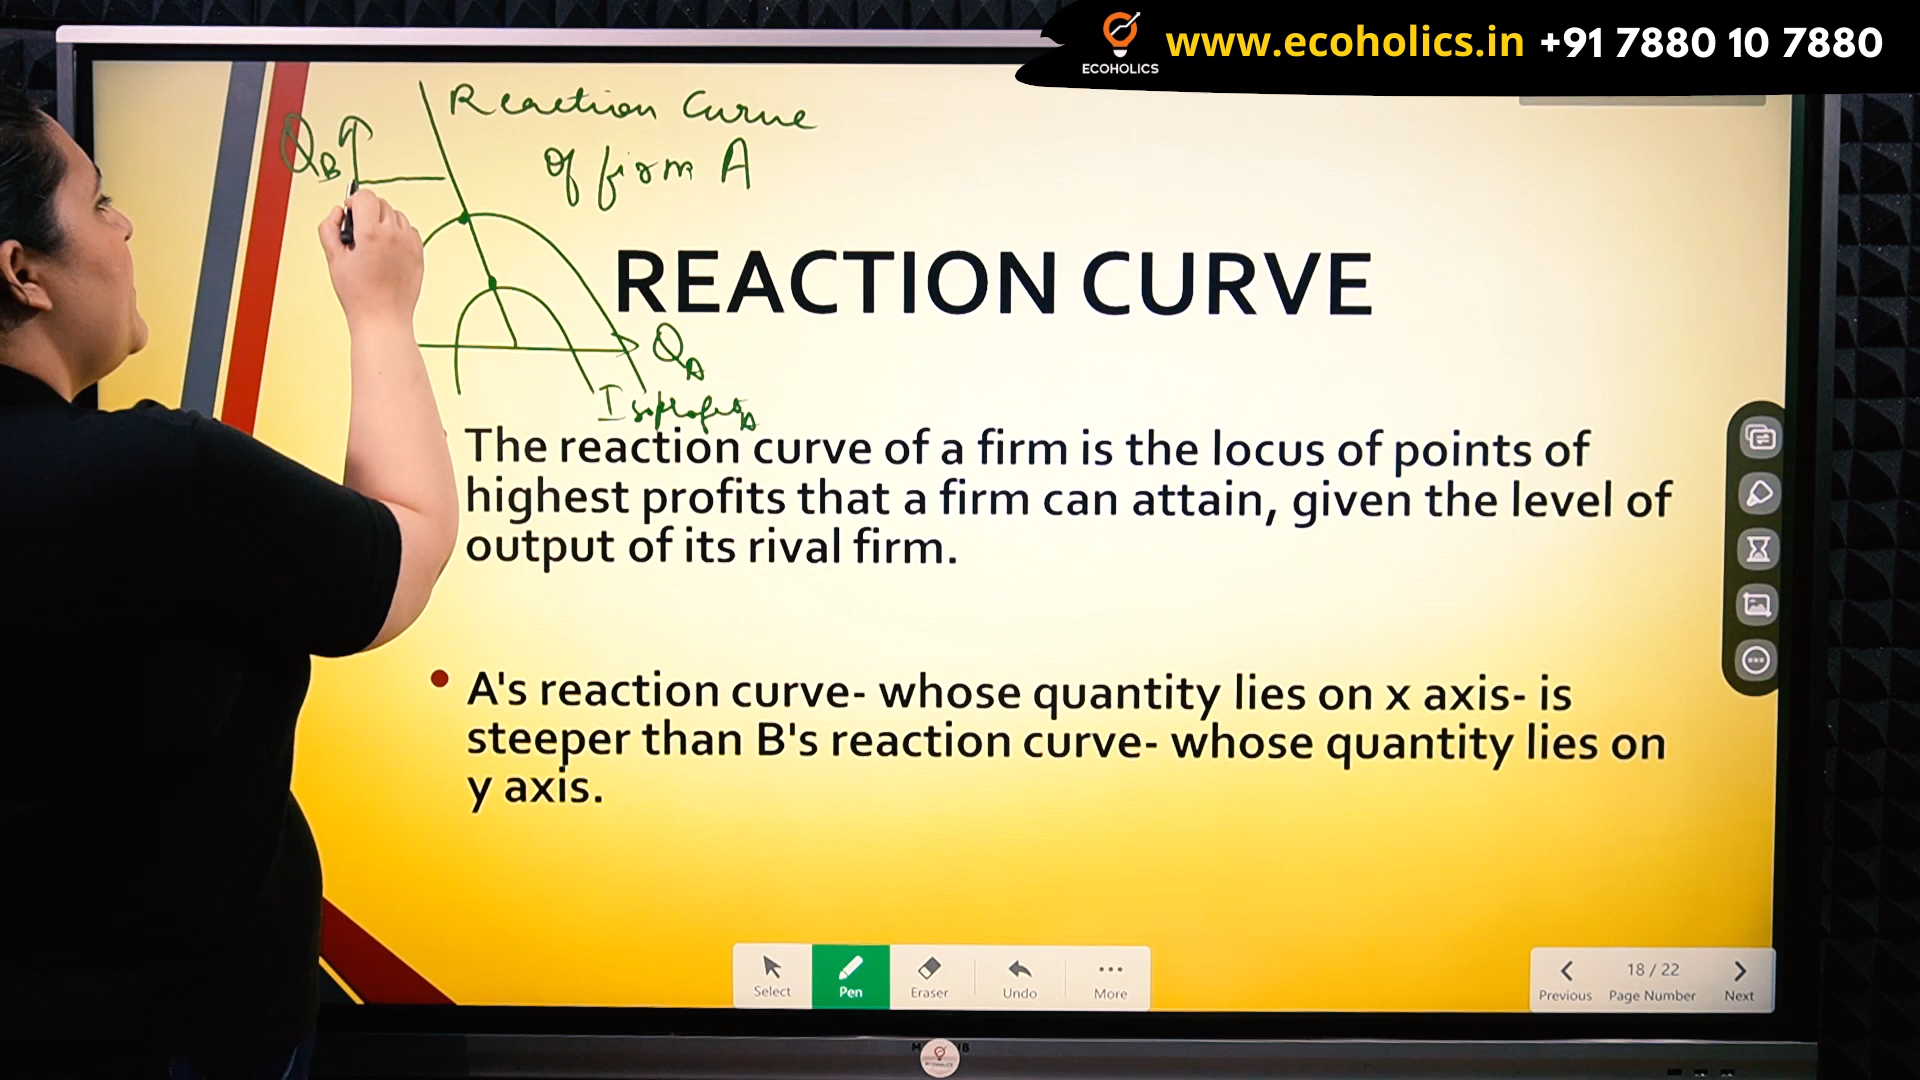 www.ecoholics.in +91 7880 10 7880
ECOHOLICS
Reaction Curve
of firm A
QB
REACTION CURVE
QA
IsoprofitA
The reaction curve of a firm is the locus of points of
highest profits that a firm can attain, given the level of
output of its rival firm.
• A's reaction curve- whose quantity lies on x axis- is
steeper than B's reaction curve- whose quantity lies on
y axis.
Select
Pen
Eraser
Undo
More
18 / 22
Previous
Page Number
Next